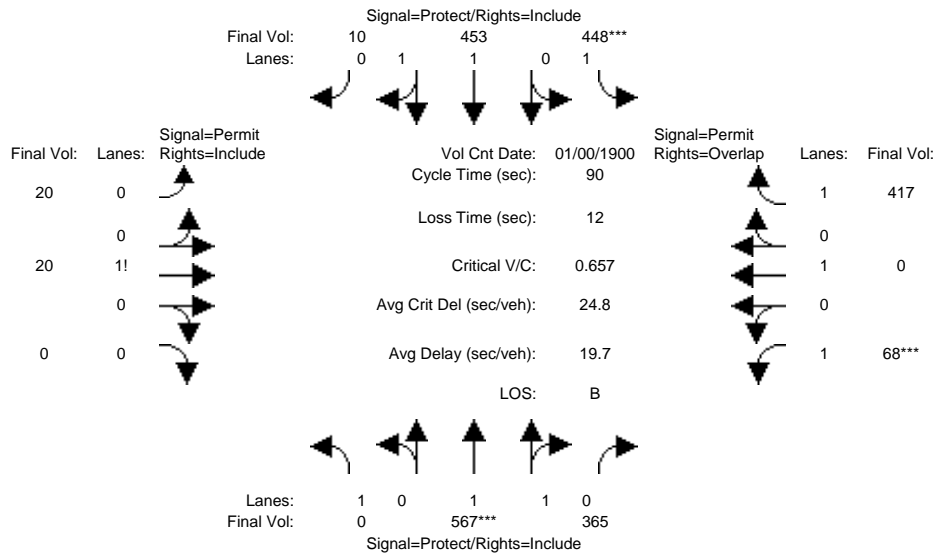 Signal=Protect/Rights=Include
Final Vol: 10 453 448***
Lanes: 0 1 1 0 1
Signal=Permit Signal=Permit
Final Vol: Lanes: Rights=Include Vol Cnt Date: 01/00/1900 Rights=Overlap Lanes: Final Vol:
Cycle Time (sec): 90
20 0 1 417
Loss Time (sec): 12
0 0
20 1! Critical V/C: 0.657 1 0
0 Avg Crit Del (sec/veh): 24.8 0
0 0 Avg Delay (sec/veh): 19.7 1 68***
LOS: B
Lanes: 1 0 1 1 0
Final Vol: 0 567*** 365
Signal=Protect/Rights=Include